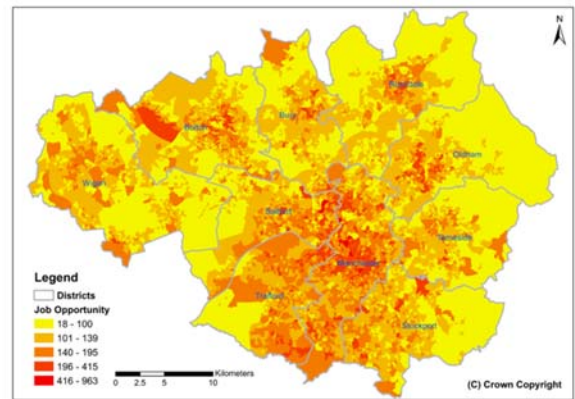 N
Rochdale
Bolton
Bury
Oldham
Wigan
Salford
Tameside
Manchester
Trafford
Stockport
Legend
Districts
Job Opportunity
18 - 100
101 - 139
140 - 195
196 - 415
416 - 963
Kilometers
0 2.5 5 10
(C) Crown Copyright